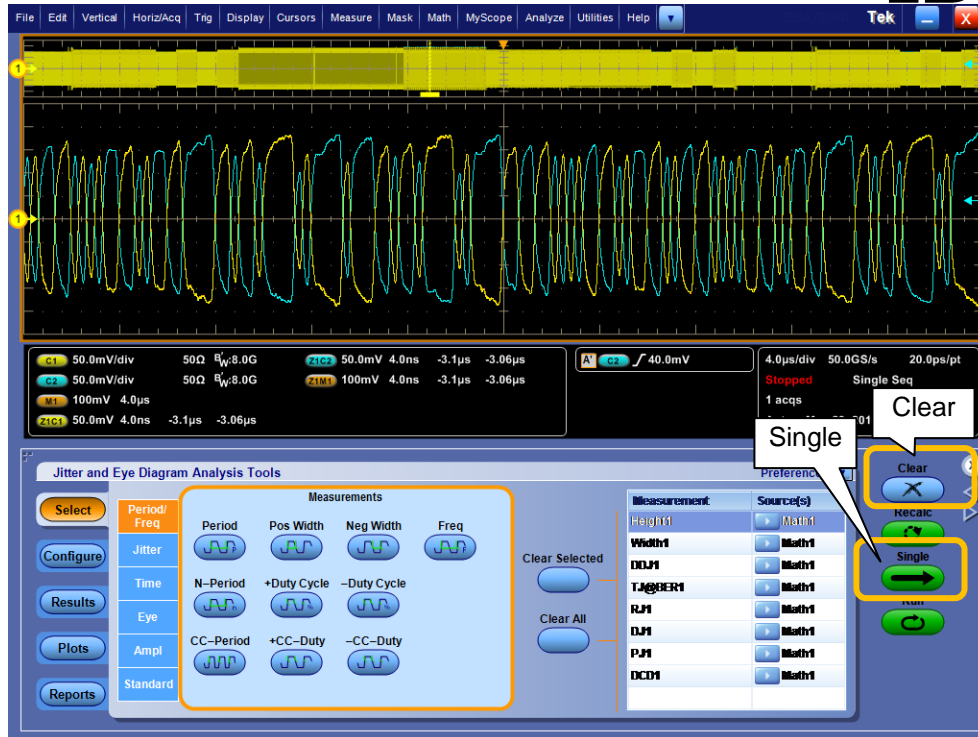 File Edit Vertical Horiz/Acq Trig Display Cursors Measure Mask Math MyScope Analyze Utilities Help Tek X
1
1
C1 50.0mV/div 50Ω BW:8.0G Z1C2 50.0mV 4.0ns -3.1µs -3.06µs A' C2 40.0mV 4.0µs/div 50.0GS/s 20.0ps/pt
C2 50.0mV/div 50Ω BW:8.0G Z1M1 100mV 4.0ns -3.1µs -3.06µs Stopped Single Seq
M1 100mV 4.0µs 1 acqs
Z1C1 50.0mV 4.0ns -3.1µs -3.06µs
Clear
Single
Jitter and Eye Diagram Analysis Tools Preferences Clear
Select Period/Freq Measurements Measurement Source(s) Recalc
Period Pos Width Neg Width Freq Height1 Math1
Configure Jitter Clear Selected Width1 Math1 Single
DDJ1 Math1
Time N–Period +Duty Cycle –Duty Cycle TJ@BER1 Math1
Results Eye Clear All RJ1 Math1 Run
DJ1 Math1
Plots Ampl CC–Period +CC–Duty –CC–Duty PJ1 Math1
DCD1 Math1
Reports Standard